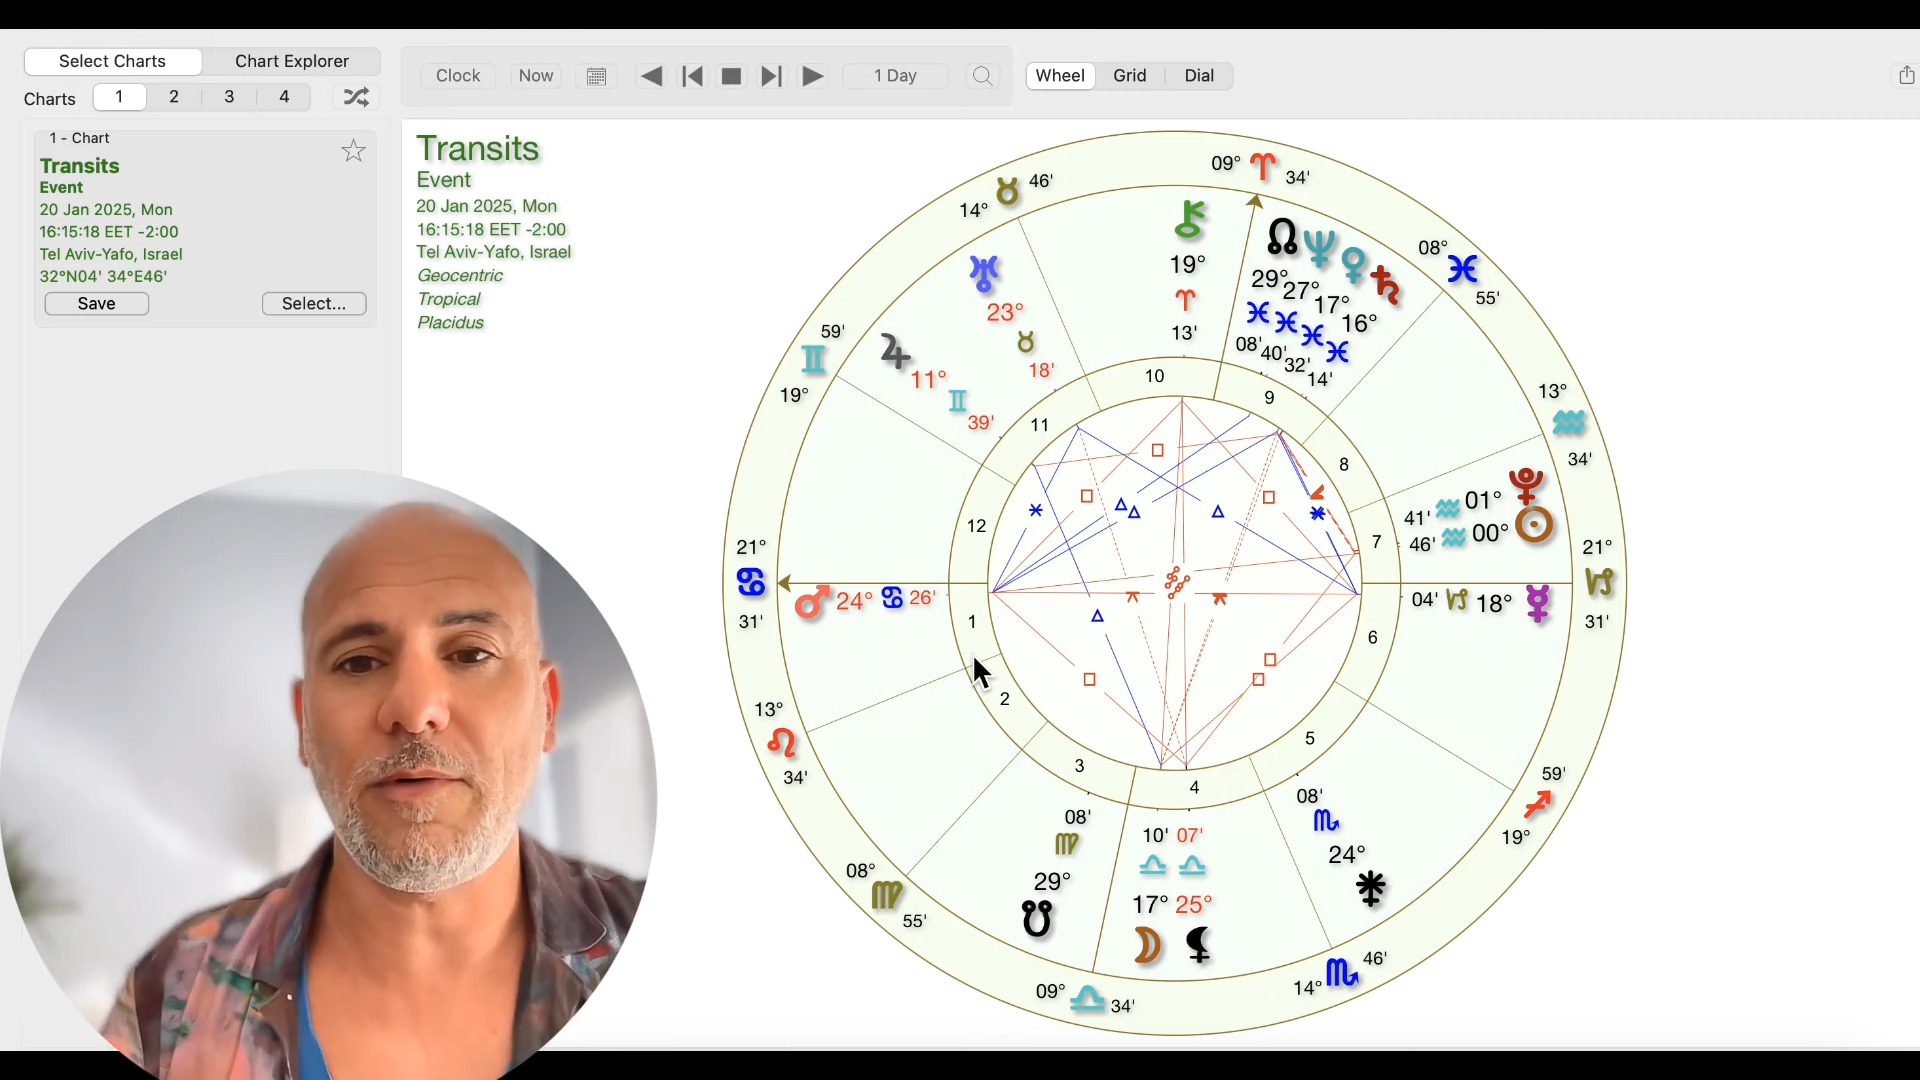 Select Charts Chart Explorer
Charts 1 2 3 4
Clock Now 1 Day Wheel Grid Dial
1 - Chart
Transits
Event
20 Jan 2025, Mon
16:15:18 EET -2:00
Tel Aviv-Yafo, Israel
32°N04' 34°E46'
Save Select...
Transits
Event
20 Jan 2025, Mon
16:15:18 EET -2:00
Tel Aviv-Yafo, Israel
Geocentric
Tropical
Placidus
09° ♈ 34'
14° ♉ 46'
08° ♓ 55'
59' ♊ 19°
13° ♒ 34'
21° ♋ 31'
21° ♑ 31'
13° ♌ 34'
59' ♐ 19°
08° ♍ 55'
09° ♎ 34'
14° ♏ 46'
⚷ 19° ♈ 13'
☊ 29° ♓ 08'
♆ 27° ♓ 40'
♀ 17° ♓ 32'
♄ 16° ♓ 14'
♅ 23° ♉ 18'
♃ 11° ♊ 39'
41' ♒ 01° ♇
46' ♒ 00° ☉
04' ♑ 18° ☿
♂ 24° ♋ 26'
08' ♍ 29° ☋
10' ♎ 17° ☽
07' ♎ 25° ⚸
08' ♏ 24°
10
9
11
8
12
7
1
6
2
5
3
4